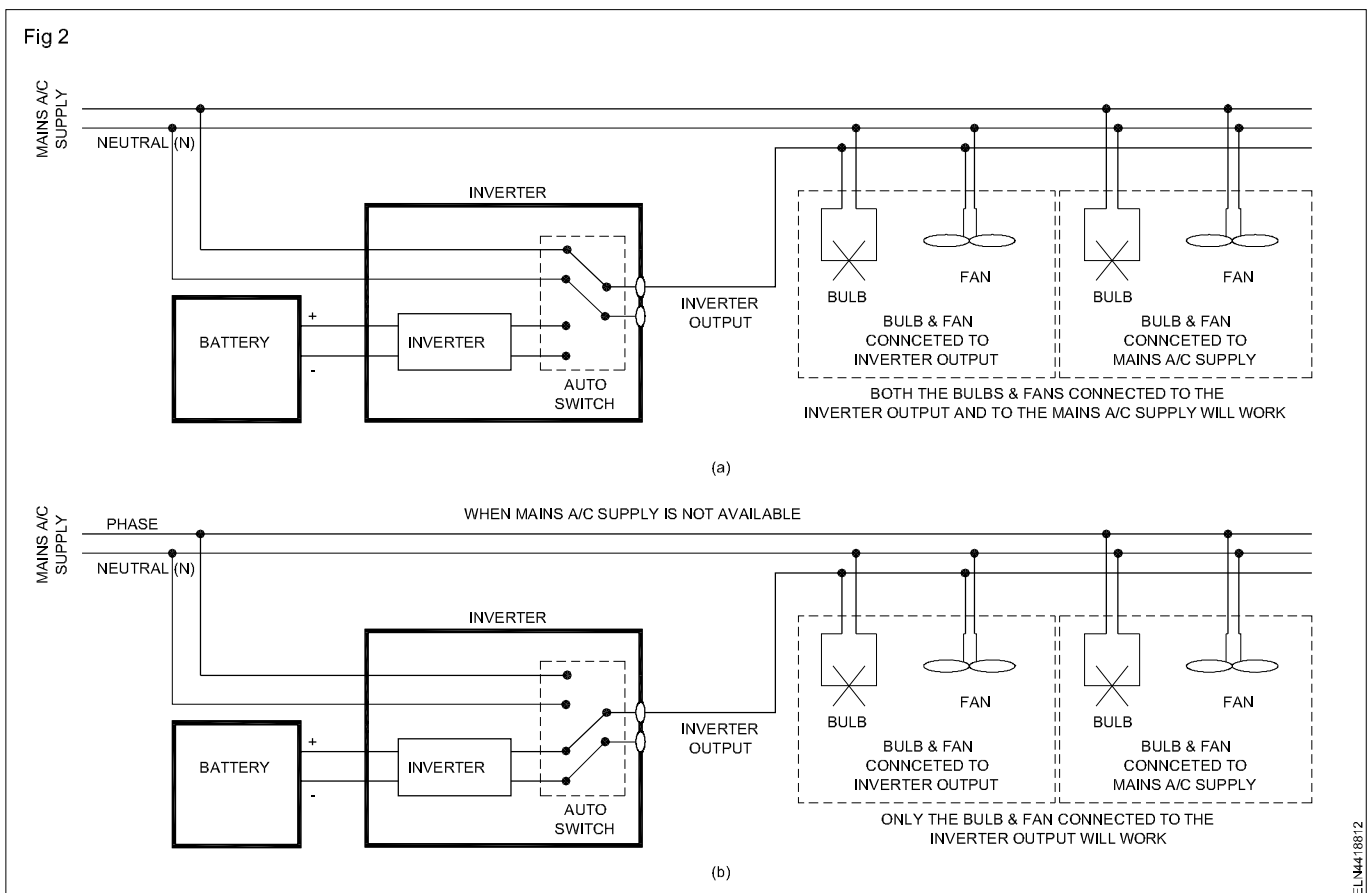 Fig 2
MAINS A/C
SUPPLY
NEUTRAL (N)
INVERTER
BATTERY
+
-
INVERTER
AUTO
SWITCH
INVERTER
OUTPUT
BULB
FAN
BULB & FAN
CONNCETED TO
INVERTER OUTPUT
BULB
FAN
BULB & FAN
CONNCETED TO
MAINS A/C SUPPLY
BOTH THE BULBS & FANS CONNECTED TO THE
INVERTER OUTPUT AND TO THE MAINS A/C SUPPLY WILL WORK
(a)
MAINS A/C
SUPPLY
PHASE
WHEN MAINS A/C SUPPLY IS NOT AVAILABLE
NEUTRAL (N)
INVERTER
BATTERY
+
-
INVERTER
AUTO
SWITCH
INVERTER
OUTPUT
BULB
FAN
BULB & FAN
CONNCETED TO
INVERTER OUTPUT
BULB
FAN
BULB & FAN
CONNCETED TO
MAINS A/C SUPPLY
ONLY THE BULB & FAN CONNECTED TO THE
INVERTER OUTPUT WILL WORK
(b)
ELN4418812